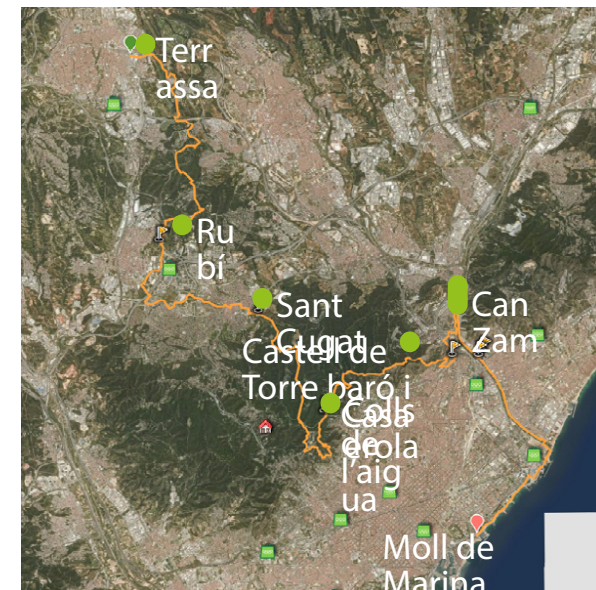 Terr
assa
Ru
bí
Sant
Cugat
Can
Zam
Castell de
Torre baró i
Casa
de
l'aig
ua
Colls
erola
Moll de
Marina